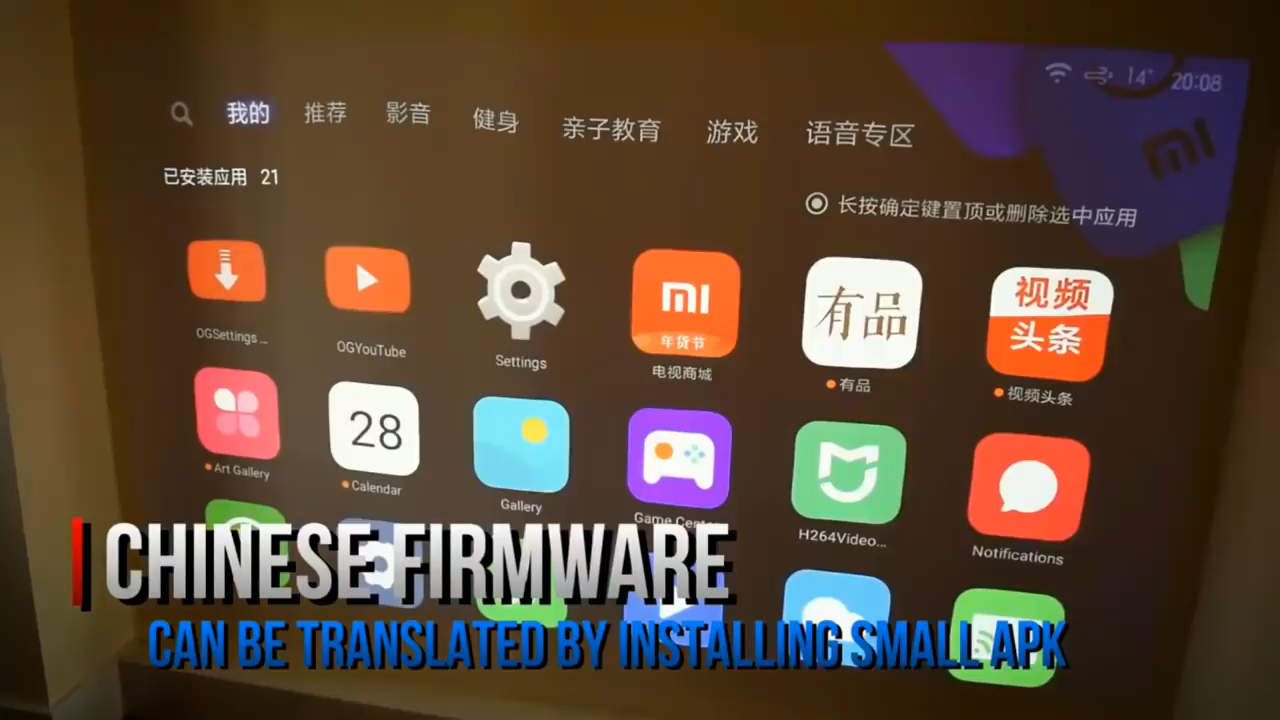 14° 20:08
我的 推荐 影音 健身 亲子教育 游戏 语音专区
已安装应用 21
长按确定键置顶或删除选中应用
mi
mi
年货节
有品
视频
头条
OGSettings ...
OGYouTube
Settings
电视商城
有品
视频头条
28
Art Gallery
Calendar
Gallery
Game Center
H264Video...
Notifications
CHINESE FIRMWARE
CAN BE TRANSLATED BY INSTALLING SMALL APK